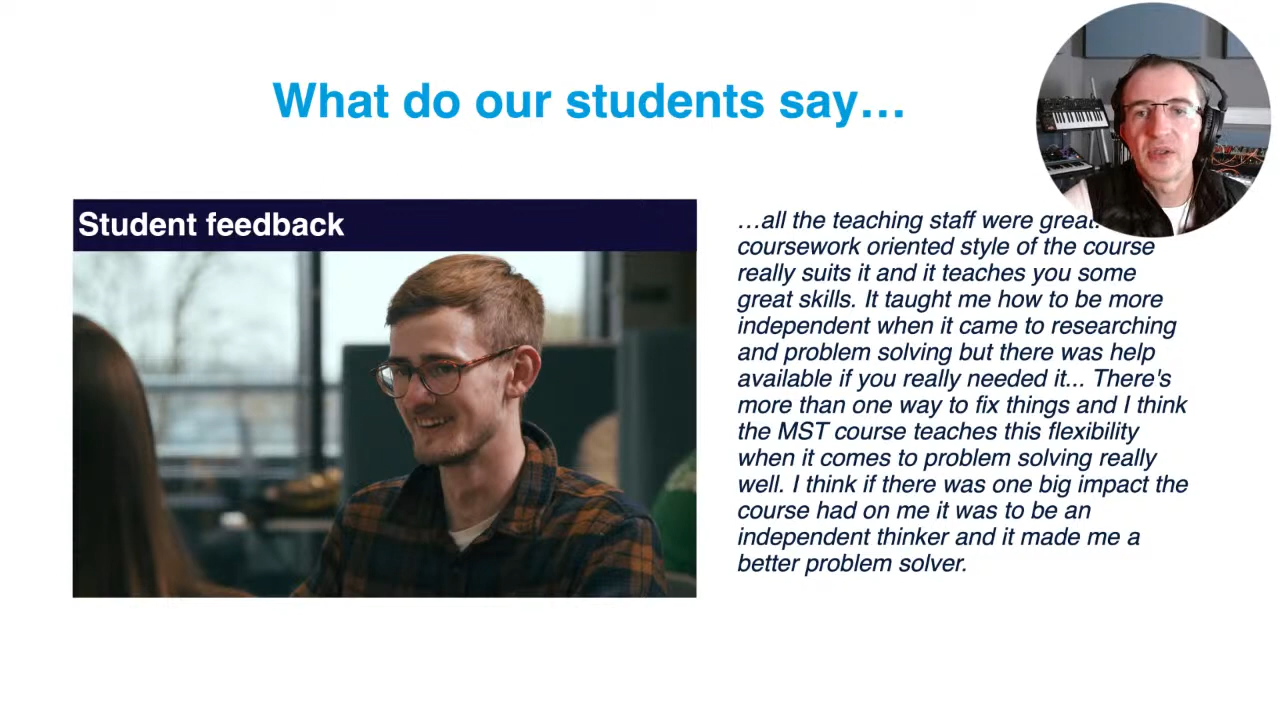 What do our students say…
Student feedback
…all the teaching staff were great.
coursework oriented style of the course
really suits it and it teaches you some
great skills. It taught me how to be more
independent when it came to researching
and problem solving but there was help
available if you really needed it... There's
more than one way to fix things and I think
the MST course teaches this flexibility
when it comes to problem solving really
well. I think if there was one big impact the
course had on me it was to be an
independent thinker and it made me a
better problem solver.